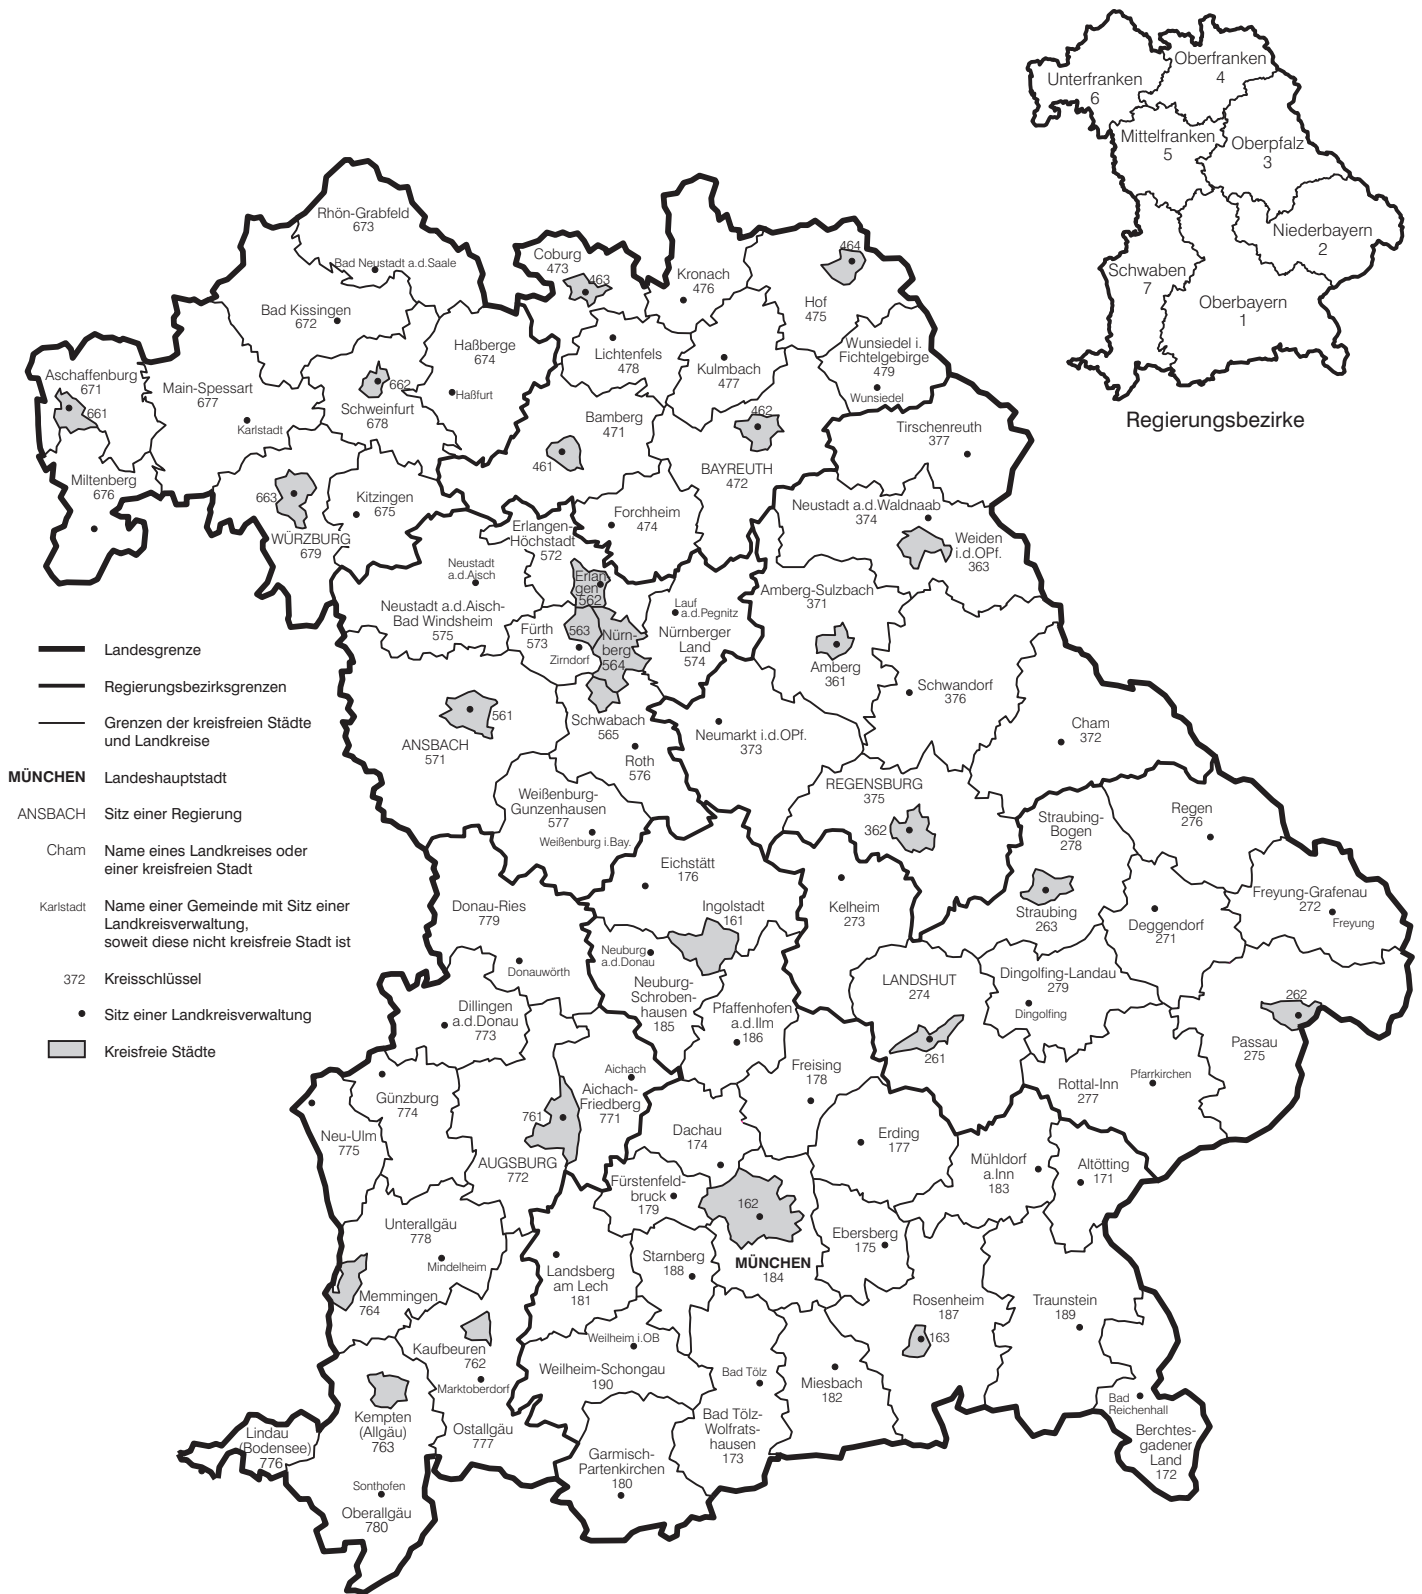 Oberfranken
4
Unterfranken
6
Mittelfranken
5
Oberpfalz
3
Niederbayern
2
Schwaben
7
Oberbayern
1
Regierungsbezirke
Rhön-Grabfeld
673
Bad Neustadt a.d.Saale
Bad Kissingen
672
Coburg
473
463
Kronach
476
464
Hof
475
Haßberge
674
Haßfurt
Lichtenfels
478
Kulmbach
477
Wunsiedel i.
Fichtelgebirge
479
Wunsiedel
Aschaffenburg
671
661
Main-Spessart
677
Karlstadt
662
Schweinfurt
678
Bamberg
471
461
462
BAYREUTH
472
Tirschenreuth
377
Miltenberg
676
663
WÜRZBURG
679
Kitzingen
675
Forchheim
474
Neustadt a.d.Waldnaab
374
Weiden
i.d.OPf.
363
Erlangen-
Höchstadt
572
Neustadt
a.d.Aisch
Neustadt a.d.Aisch-
Bad Windsheim
575
Erlan
gen
562
Fürth
573
563
Zirndorf
Nürn-
berg
564
Lauf
a.d.Pegnitz
Nürnberger
Land
574
Amberg-Sulzbach
371
Amberg
361
Schwandorf
376
Cham
372
561
ANSBACH
571
Schwabach
565
Roth
576
Neumarkt i.d.OPf.
373
Weißenburg-
Gunzenhausen
577
Weißenburg i.Bay.
REGENSBURG
375
362
Straubing-
Bogen
278
Regen
276
Straubing
263
Deggendorf
271
Freyung-Grafenau
272
Freyung
Landesgrenze
Regierungsbezirksgrenzen
Grenzen der kreisfreien Städte
und Landkreise
MÜNCHEN Landeshauptstadt
ANSBACH Sitz einer Regierung
Cham Name eines Landkreises oder
einer kreisfreien Stadt
Karlstadt Name einer Gemeinde mit Sitz einer
Landkreisverwaltung,
soweit diese nicht kreisfreie Stadt ist
372 Kreisschlüssel
Sitz einer Landkreisverwaltung
Kreisfreie Städte
Eichstätt
176
Ingolstadt
161
Kelheim
273
Donau-Ries
779
Donauwörth
Neuburg
a.d.Donau
Neuburg-
Schroben-
hausen
185
Pfaffenhofen
a.d.Ilm
186
LANDSHUT
274
261
Dingolfing-Landau
279
Dingolfing
262
Passau
275
Rottal-Inn
277
Pfarrkirchen
Dillingen
a.d.Donau
773
Günzburg
774
Neu-Ulm
775
761
AUGSBURG
772
Aichach
Aichach-
Friedberg
771
Freising
178
Dachau
174
Erding
177
Mühldorf
a.Inn
183
Altötting
171
Fürstenfeld-
bruck
179
162
MÜNCHEN
184
Ebersberg
175
Unterallgäu
778
Mindelheim
Memmingen
764
Landsberg
am Lech
181
Starnberg
188
Rosenheim
187
163
Traunstein
189
Kaufbeuren
762
Marktoberdorf
Ostallgäu
777
Weilheim i.OB
Weilheim-Schongau
190
Bad Tölz
Bad Tölz-
Wolfrats-
hausen
173
Miesbach
182
Bad
Reichenhall
Berchtes-
gadener
Land
172
Kempten
(Allgäu)
763
Lindau
(Bodensee)
776
Sonthofen
Oberallgäu
780
Garmisch-
Partenkirchen
180